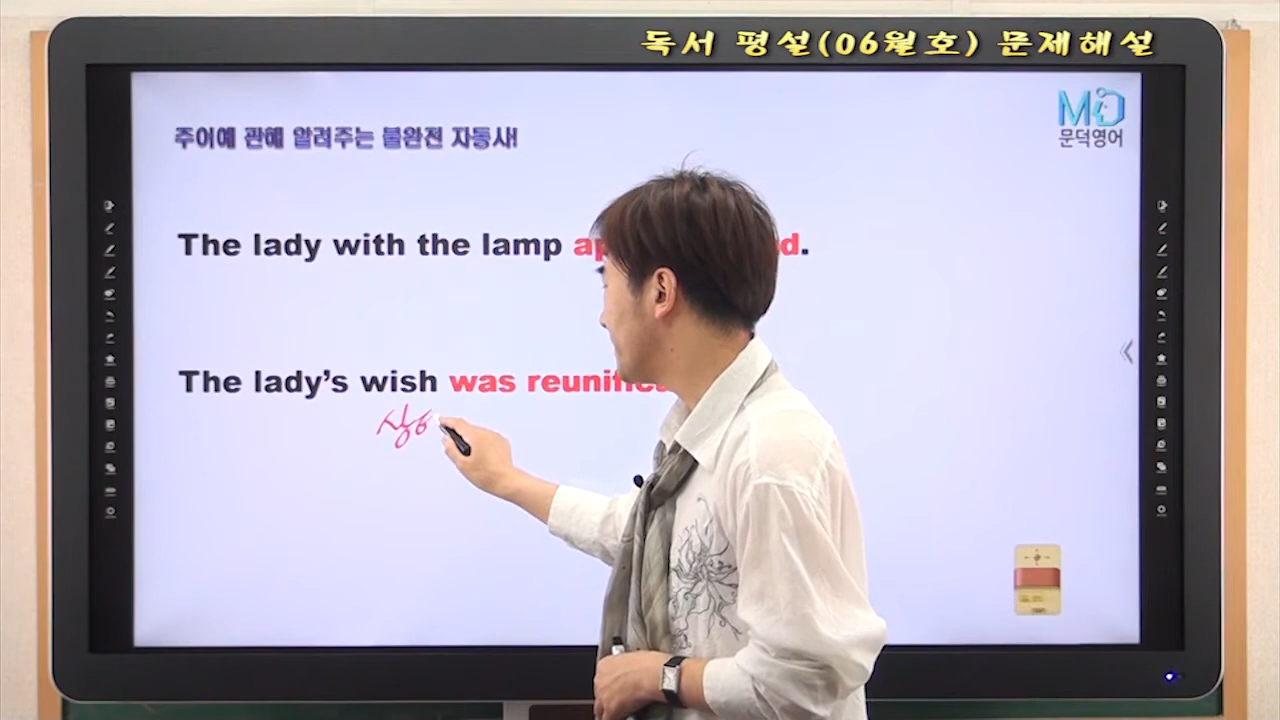 독서 평설(06월호) 문제해설
MD
문덕영어
주어에 관해 알려주는 불완전 자동사!
The lady with the lamp
The lady's wish was